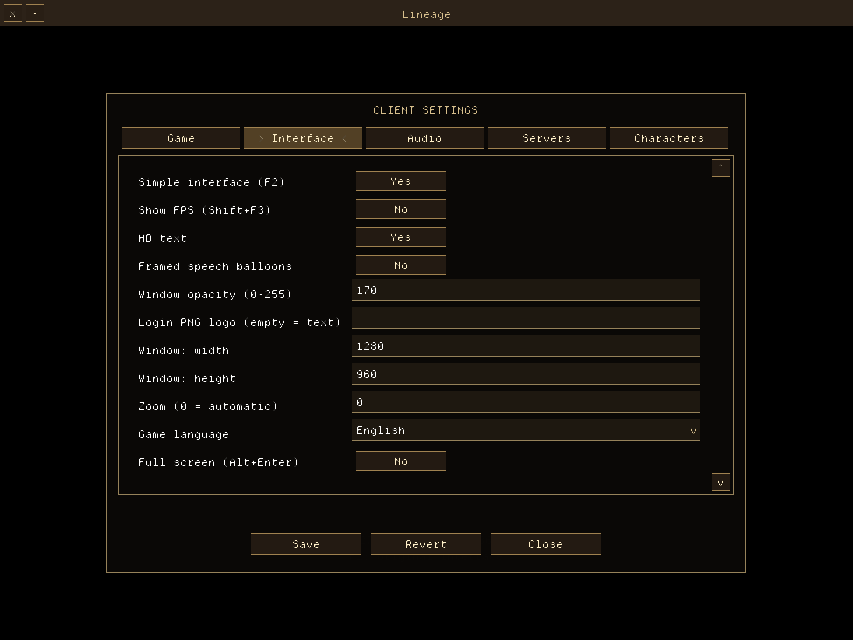 x - Lineage
CLIENT SETTINGS
Game > Interface < Audio Servers Characters
Simple interface (F2) Yes
Show FPS (Shift+F3) No
HD text Yes
Framed speech balloons No
Window opacity (0-255) 170
Login PNG logo (empty = text)
Window: width 1280
Window: height 960
Zoom (0 = automatic) 0
Game language English v
Full screen (Alt+Enter) No
v
Save Revert Close